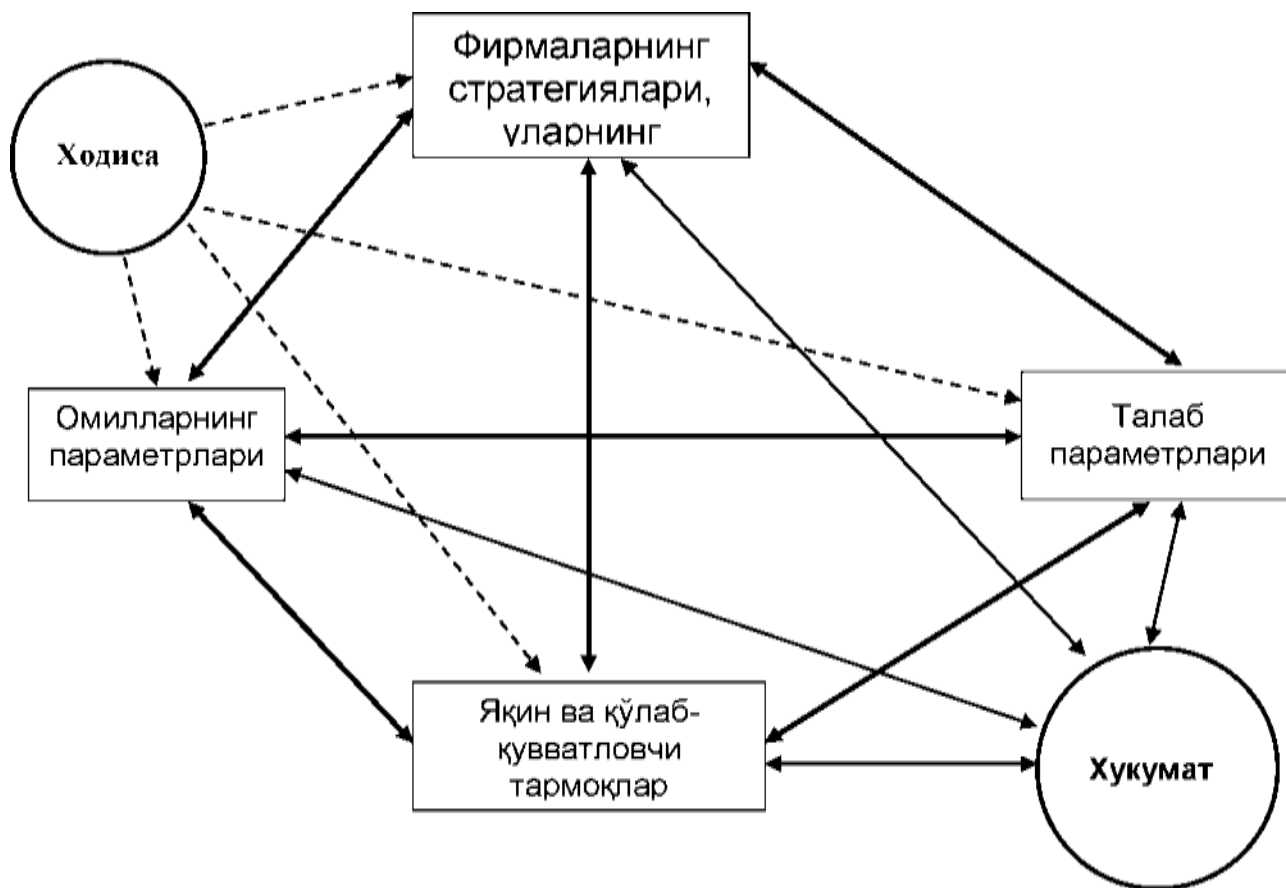 Фирмаларнинг
стратегиялари,
уларнинг
Ходиса
Омилларнинг
параметрлари
Талаб
параметрлари
Яқин ва қўлаб-
қувватловчи
тармоқлар
Хукумат